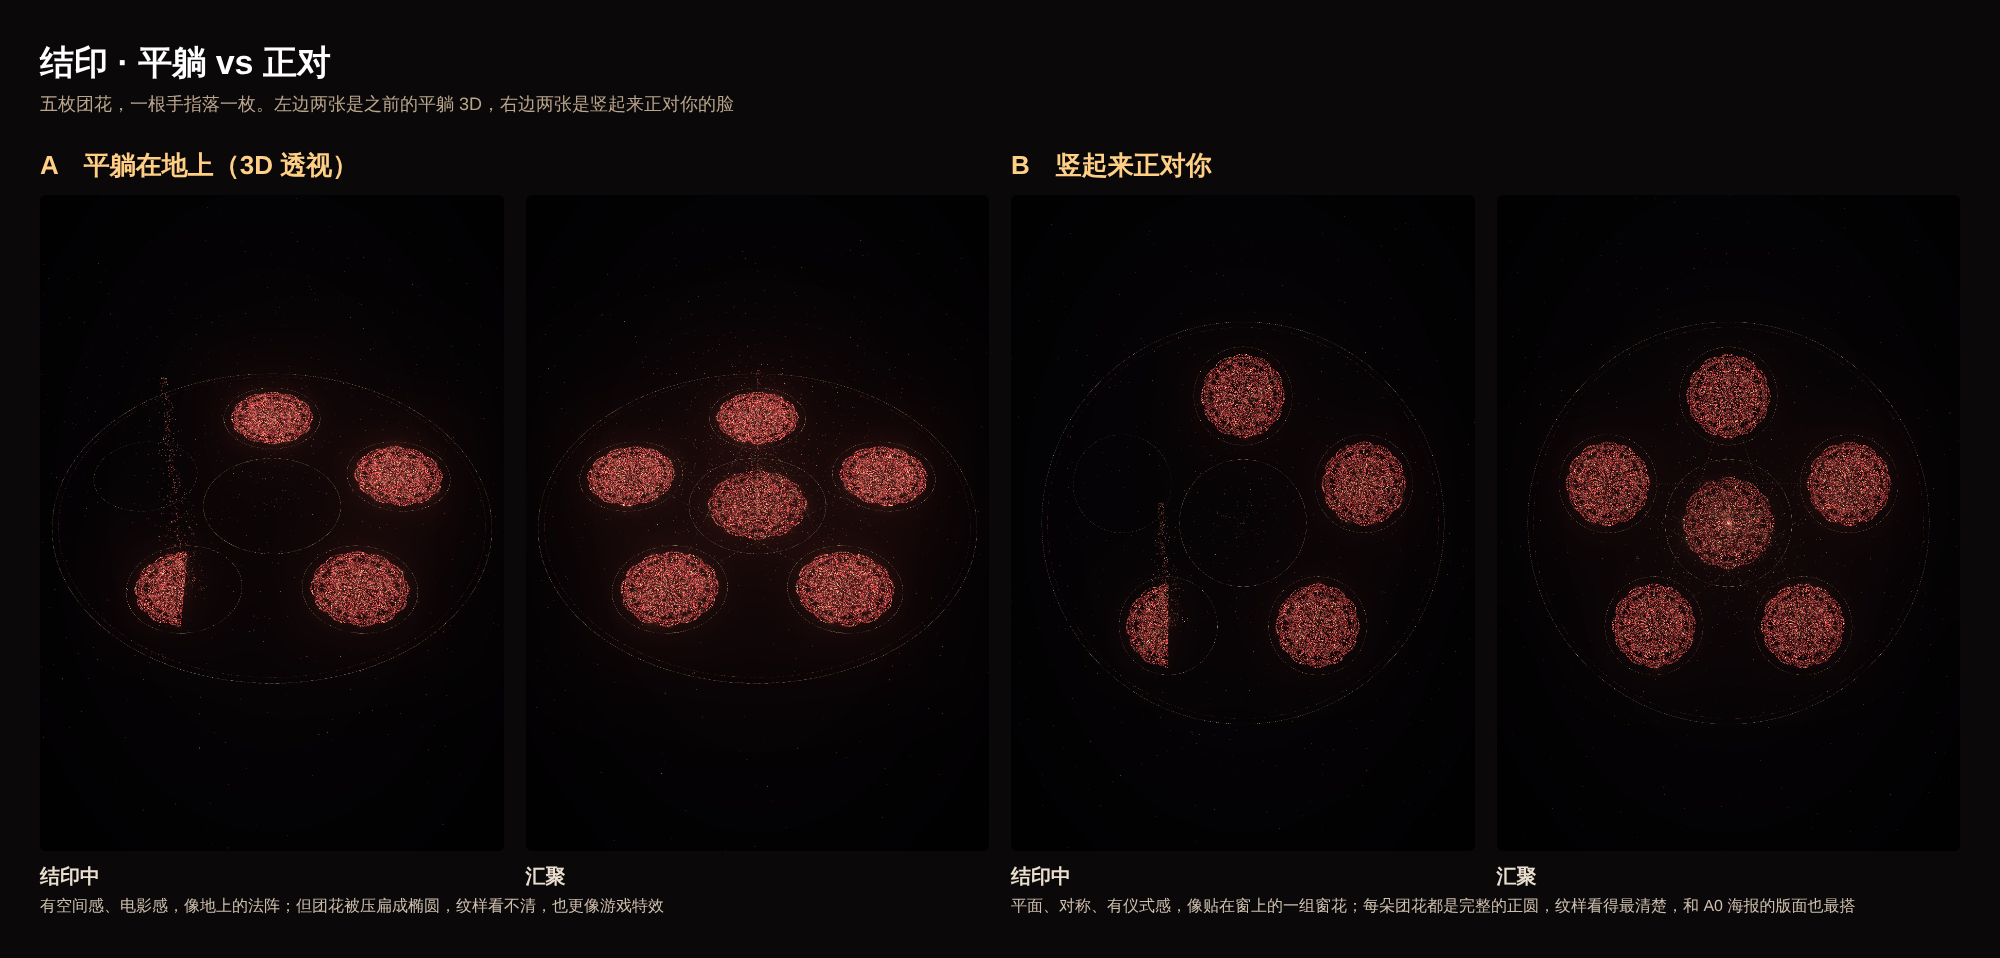 结印 · 平躺 vs 正对
五枚团花，一根手指落一枚。左边两张是之前的平躺 3D，右边两张是竖起来正对你的脸
A 平躺在地上（3D 透视）
B 竖起来正对你
结印中
汇聚
有空间感、电影感，像地上的法阵；但团花被压扁成椭圆，纹样看不清，也更像游戏特效
结印中
汇聚
平面、对称、有仪式感，像贴在窗上的一组窗花；每朵团花都是完整的正圆，纹样看得最清楚，和 A0 海报的版面也最搭